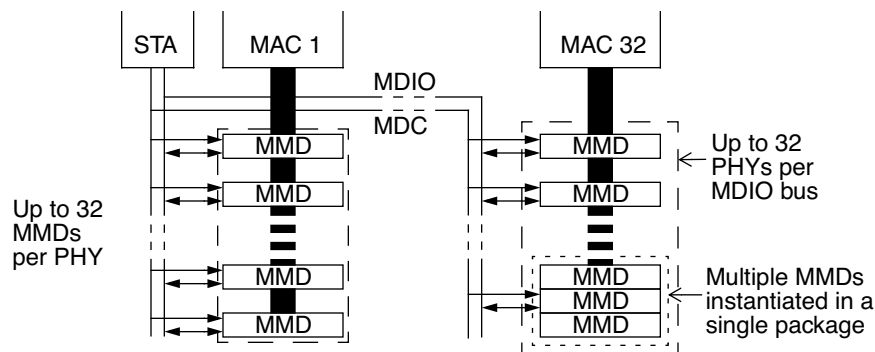 STA
MAC 1
MAC 32
MDIO
MDC
MMD
MMD
MMD
MMD
Up to 32
MMDs
per PHY
MMD
MMD
MMD
MMD
MMD
Up to 32
PHYs per
MDIO bus
Multiple MMDs
instantiated in a
single package